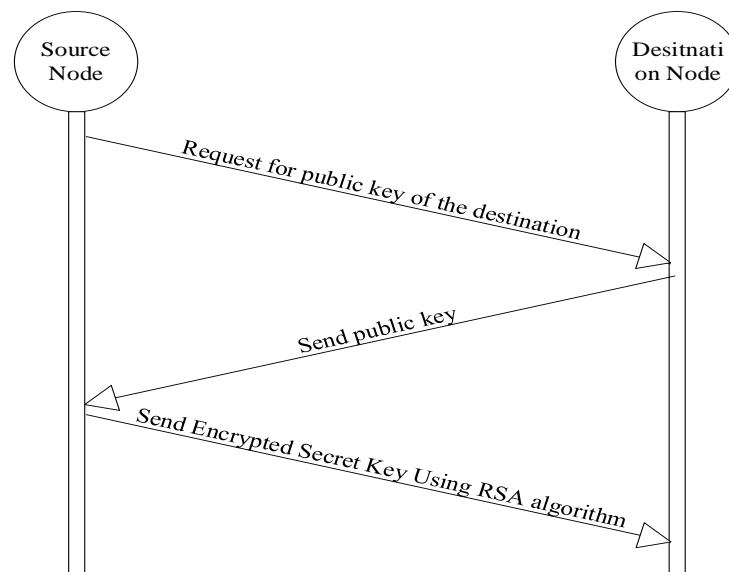 Source
Node
Desitnati
on Node
Request for public key of the destination
Send public key
Send Encrypted Secret Key Using RSA algorithm